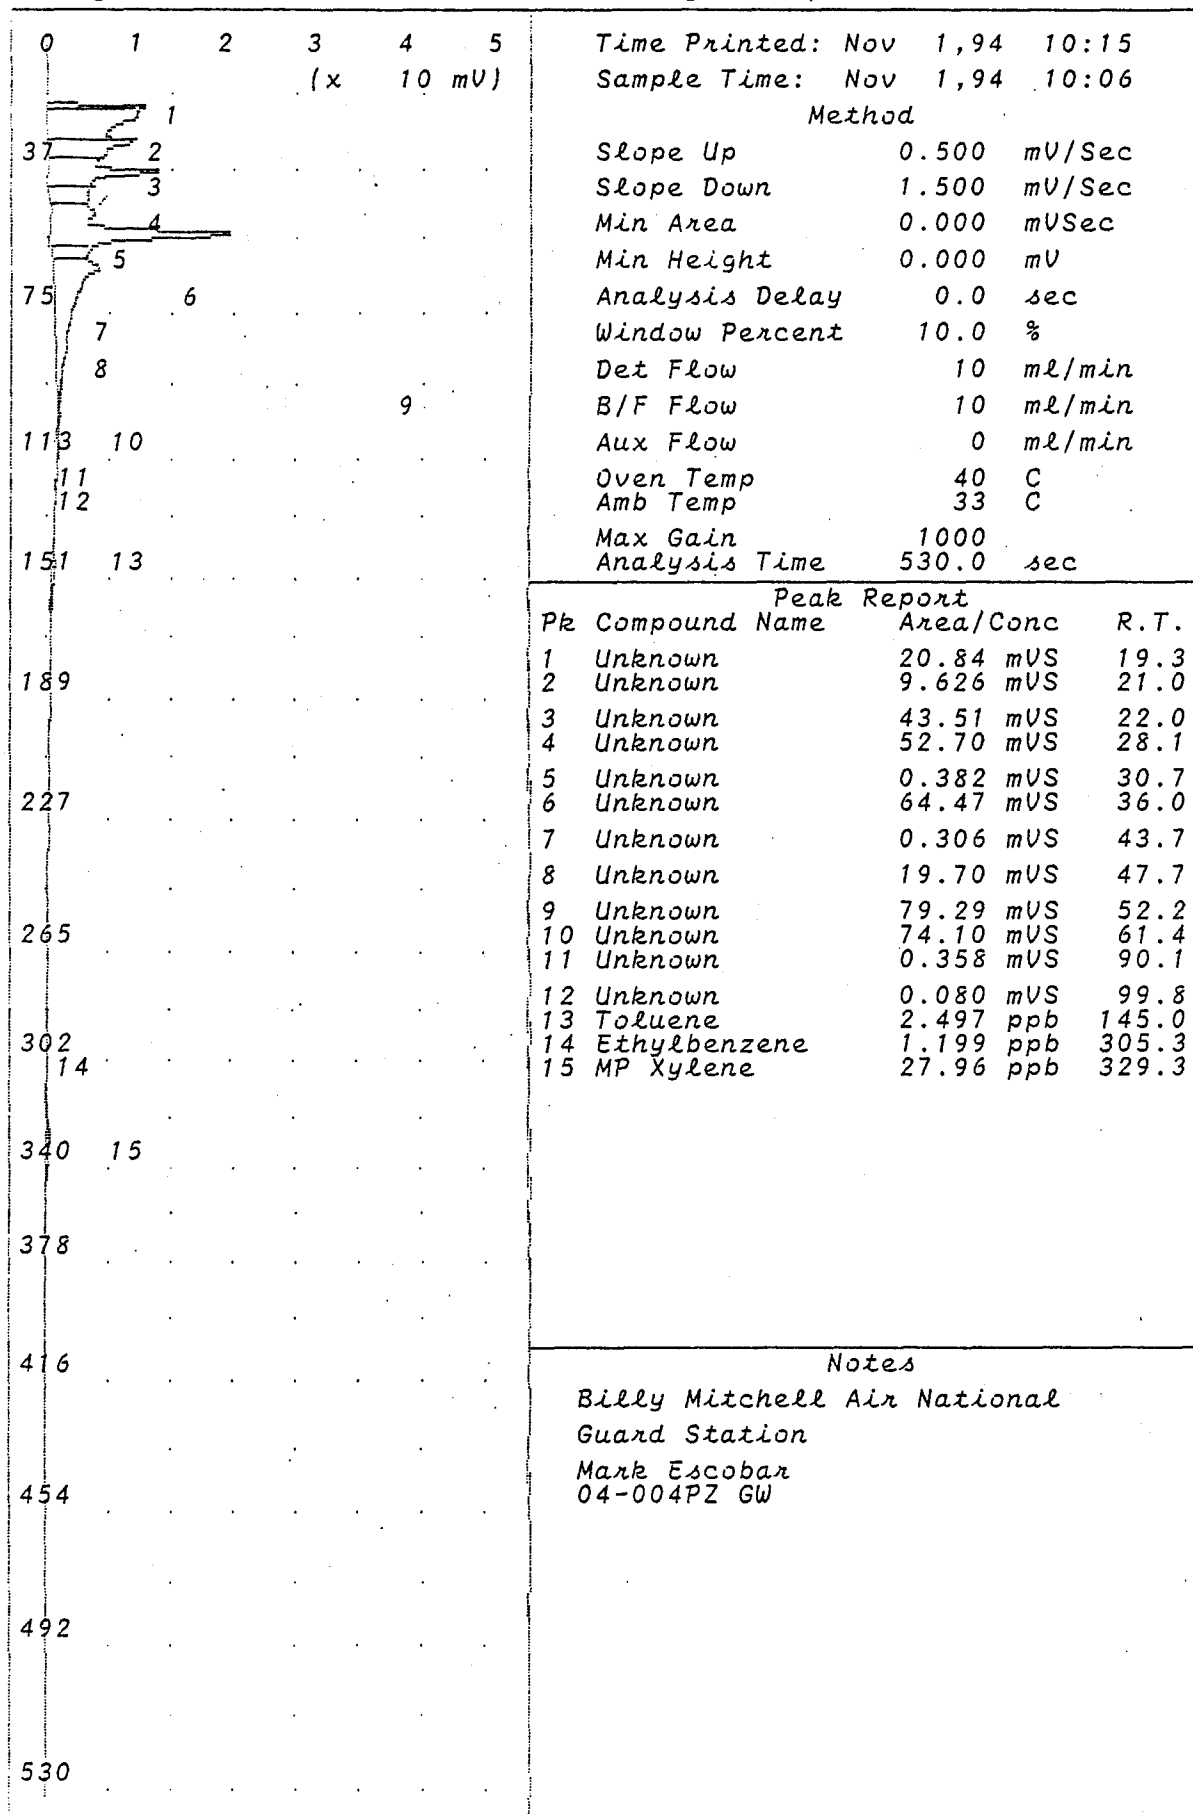 0 1 2 3 4 5
(x 10 mV)
1
37 2
3
4
5
75 6
7
8
9
113 10
11
12
151 13
189
227
265
302
14
340 15
378
416
454
492
530
Time Printed: Nov 1,94 10:15
Sample Time: Nov 1,94 10:06
Method
Slope Up 0.500 mV/Sec
Slope Down 1.500 mV/Sec
Min Area 0.000 mVSec
Min Height 0.000 mV
Analysis Delay 0.0 sec
Window Percent 10.0 %
Det Flow 10 ml/min
B/F Flow 10 ml/min
Aux Flow 0 ml/min
Oven Temp 40 C
Amb Temp 33 C
Max Gain 1000
Analysis Time 530.0 sec
Peak Report
Pk Compound Name Area/Conc R.T.
1 Unknown 20.84 mVS 19.3
2 Unknown 9.626 mVS 21.0
3 Unknown 43.51 mVS 22.0
4 Unknown 52.70 mVS 28.1
5 Unknown 0.382 mVS 30.7
6 Unknown 64.47 mVS 36.0
7 Unknown 0.306 mVS 43.7
8 Unknown 19.70 mVS 47.7
9 Unknown 79.29 mVS 52.2
10 Unknown 74.10 mVS 61.4
11 Unknown 0.358 mVS 90.1
12 Unknown 0.080 mVS 99.8
13 Toluene 2.497 ppb 145.0
14 Ethylbenzene 1.199 ppb 305.3
15 MP Xylene 27.96 ppb 329.3
Notes
Billy Mitchell Air National
Guard Station
Mark Escobar
04-004PZ GW